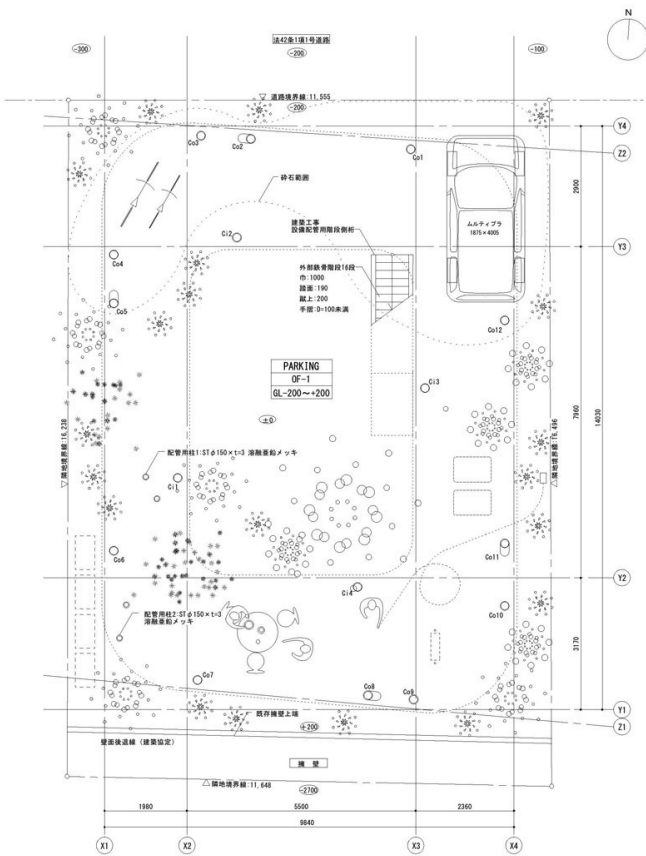 N
法42条1項1号道路
-300
-200
-100
▽ 道路境界線:11,555
-200
Y4
Z2
Co3
Co2
Co1
2900
砕石範囲
ムルティプラ
1875×4005
建築工事
設備配管用階段側桁
Ci2
Y3
Co4
外部鉄骨階段16段
巾:1000
踏面:190
蹴上:200
手摺:D=100未満
Co5
Co12
PARKING
OF-1
GL-200~+200
Ci3
7960
14030
±0
▽隣地境界線:16,238
▽隣地境界線:16,496
配管用柱1:STφ150×t=3 溶融亜鉛メッキ
Ci1
Co6
Co11
Y2
Ci4
Co10
配管用柱2:STφ150×t=3
溶融亜鉛メッキ
3170
Co7
Co8
Co9
既存擁壁上端
Y1
+200
Z1
壁面後退線 (建築協定)
擁 壁
△隣地境界線:11,648
-2700
1980
5500
2360
9840
X1
X2
X3
X4